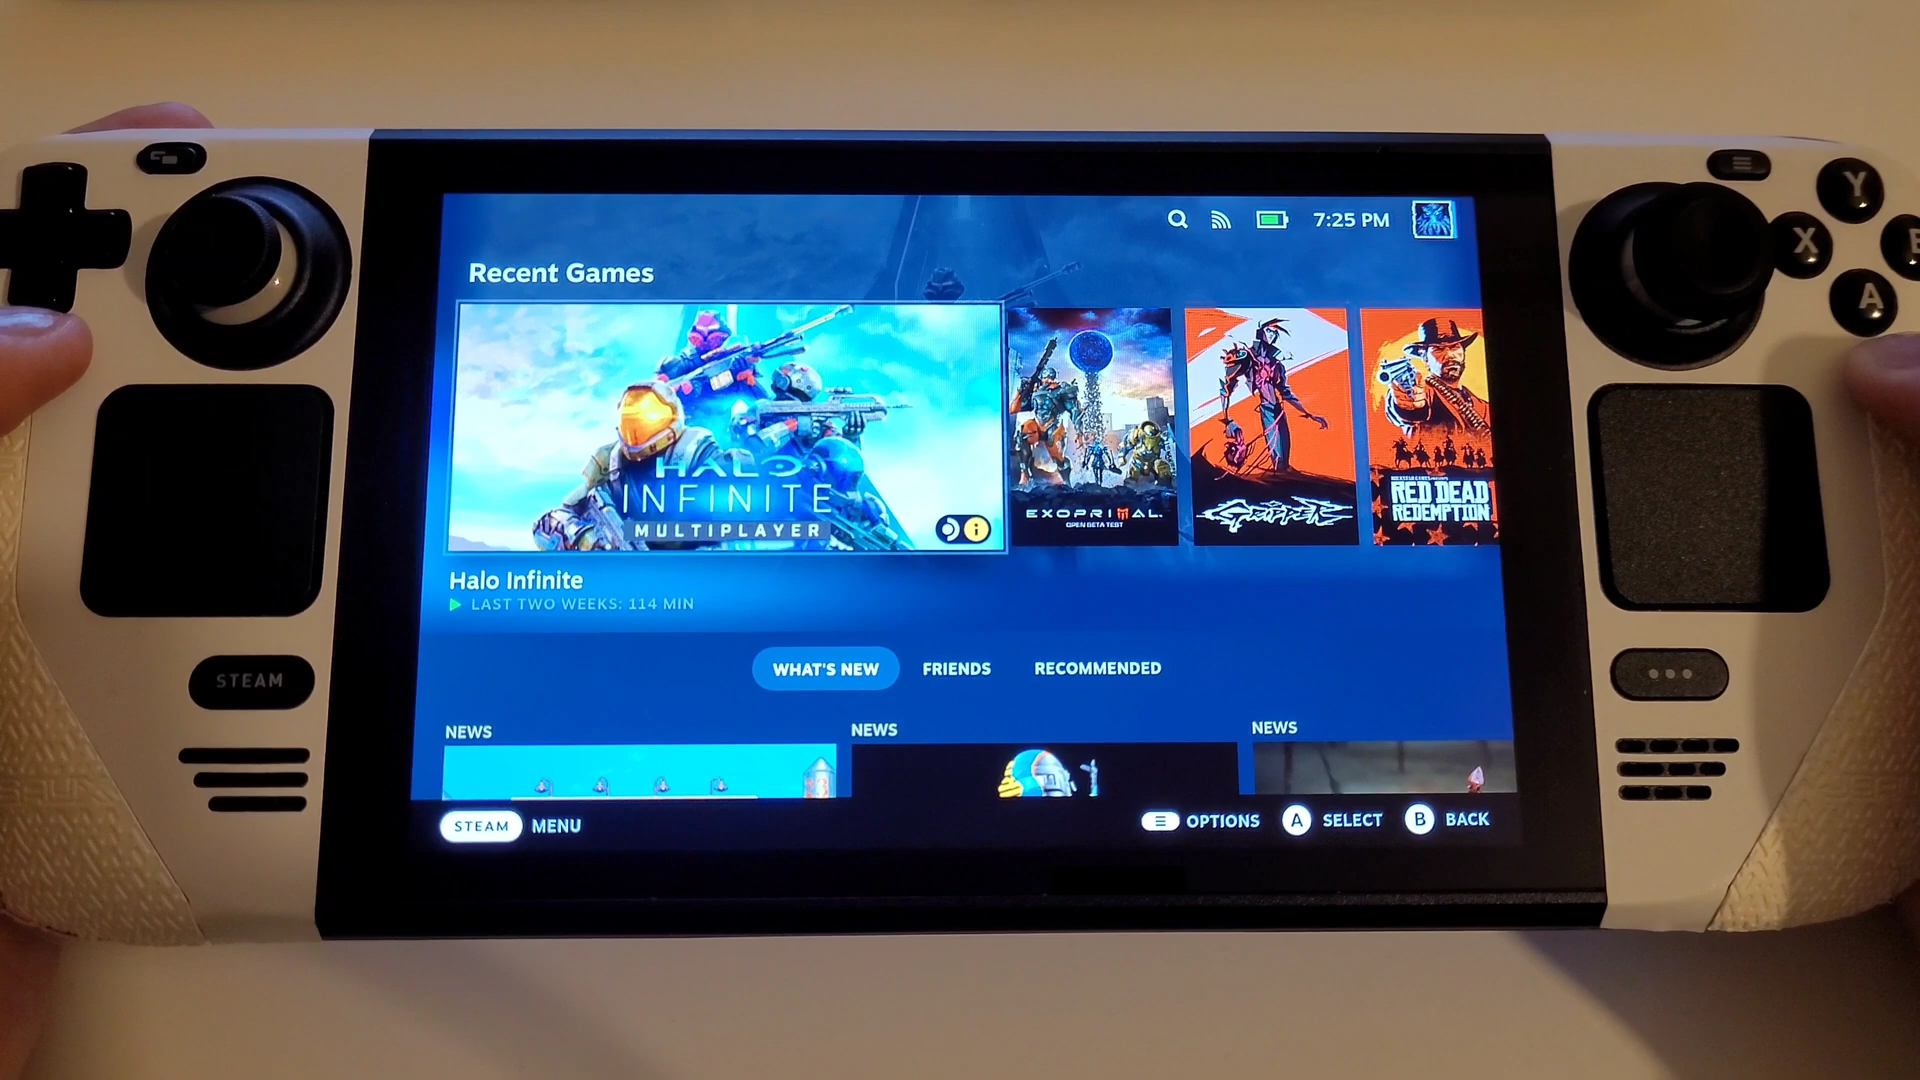 7:25 PM
Recent Games
HALO
INFINITE
MULTIPLAYER
EXOPRIMAL
OPEN BETA TEST
GRIPPER
RED DEAD
REDEMPTION
Halo Infinite
LAST TWO WEEKS: 114 MIN
WHAT'S NEW
FRIENDS
RECOMMENDED
NEWS
NEWS
NEWS
STEAM MENU
OPTIONS
A SELECT
B BACK
STEAM
Y
X
A